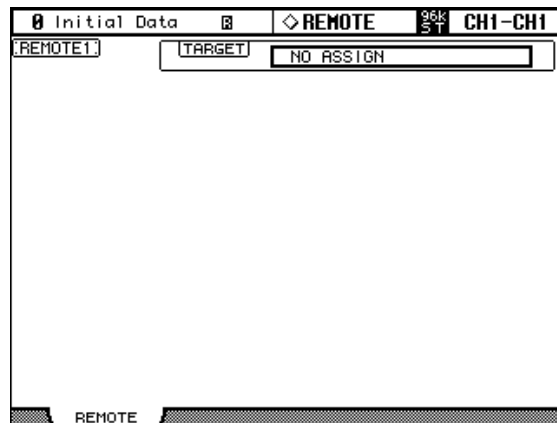 0 Initial Data R ◇REMOTE 96k ST CH1-CH1
REMOTE1 TARGET NO ASSIGN
REMOTE